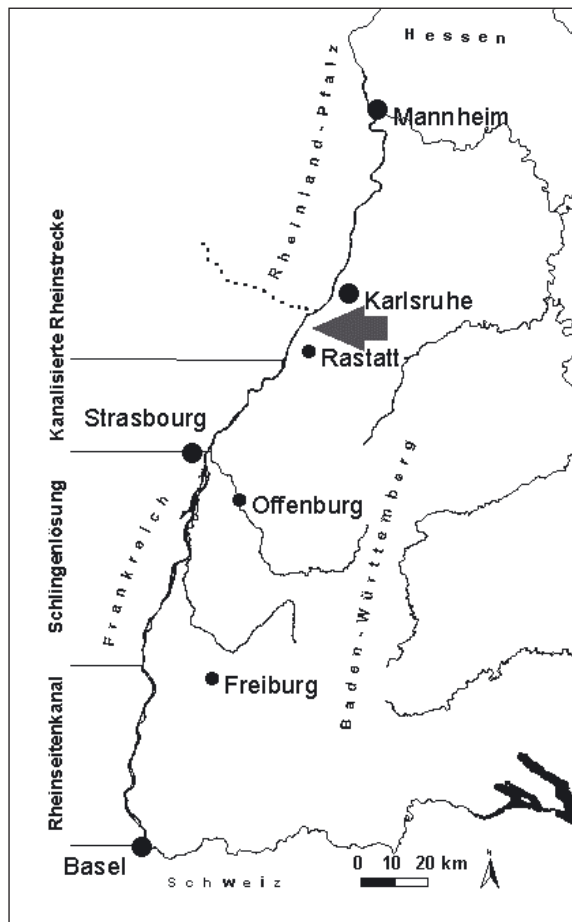 Hessen
Mannheim
Rheinland-Pfalz
Karlsruhe
Rastatt
Kanalisierte Rheinstrecke
Strasbourg
Offenburg
Baden-Württemberg
Frankreich
Schlingenlösung
Freiburg
Rheinseitenkanal
Basel
Schweiz
0 10 20 km
N